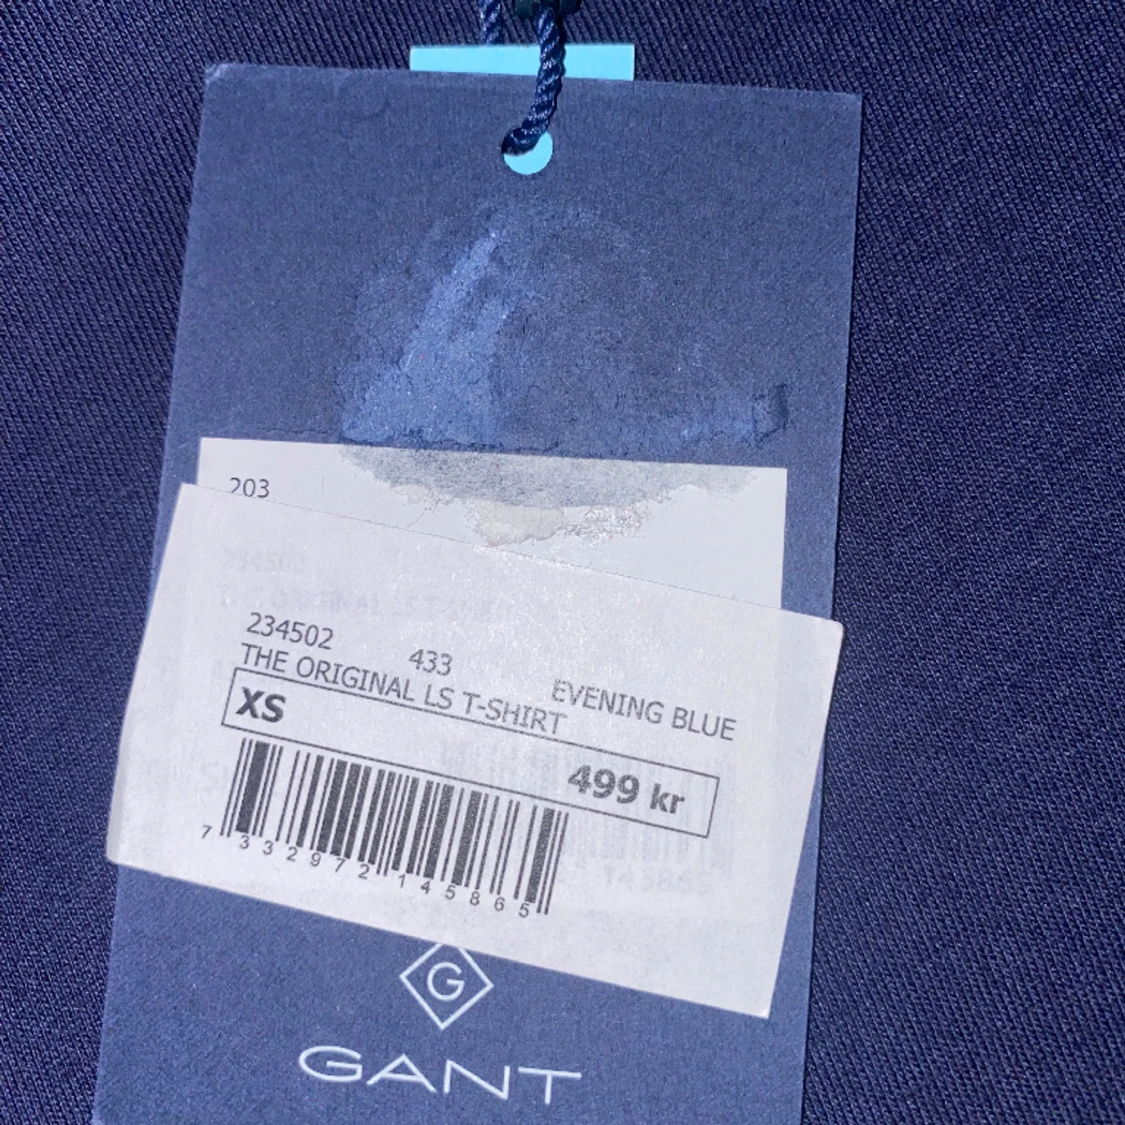 203
234502 433 EVENING BLUE
THE ORIGINAL LS T-SHIRT
XS 499 kr
7 332972 145865
G
GANT